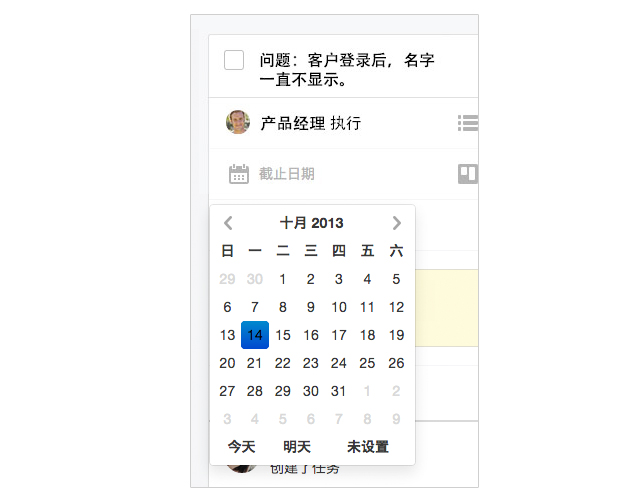 问题：客户登录后，名字
一直不显示。
产品经理 执行
截止日期
十月 2013
日 一 二 三 四 五 六
29 30 1 2 3 4 5
6 7 8 9 10 11 12
13 14 15 16 17 18 19
20 21 22 23 24 25 26
27 28 29 30 31 1 2
3 4 5 6 7 8 9
今天 明天 未设置
创建了任务